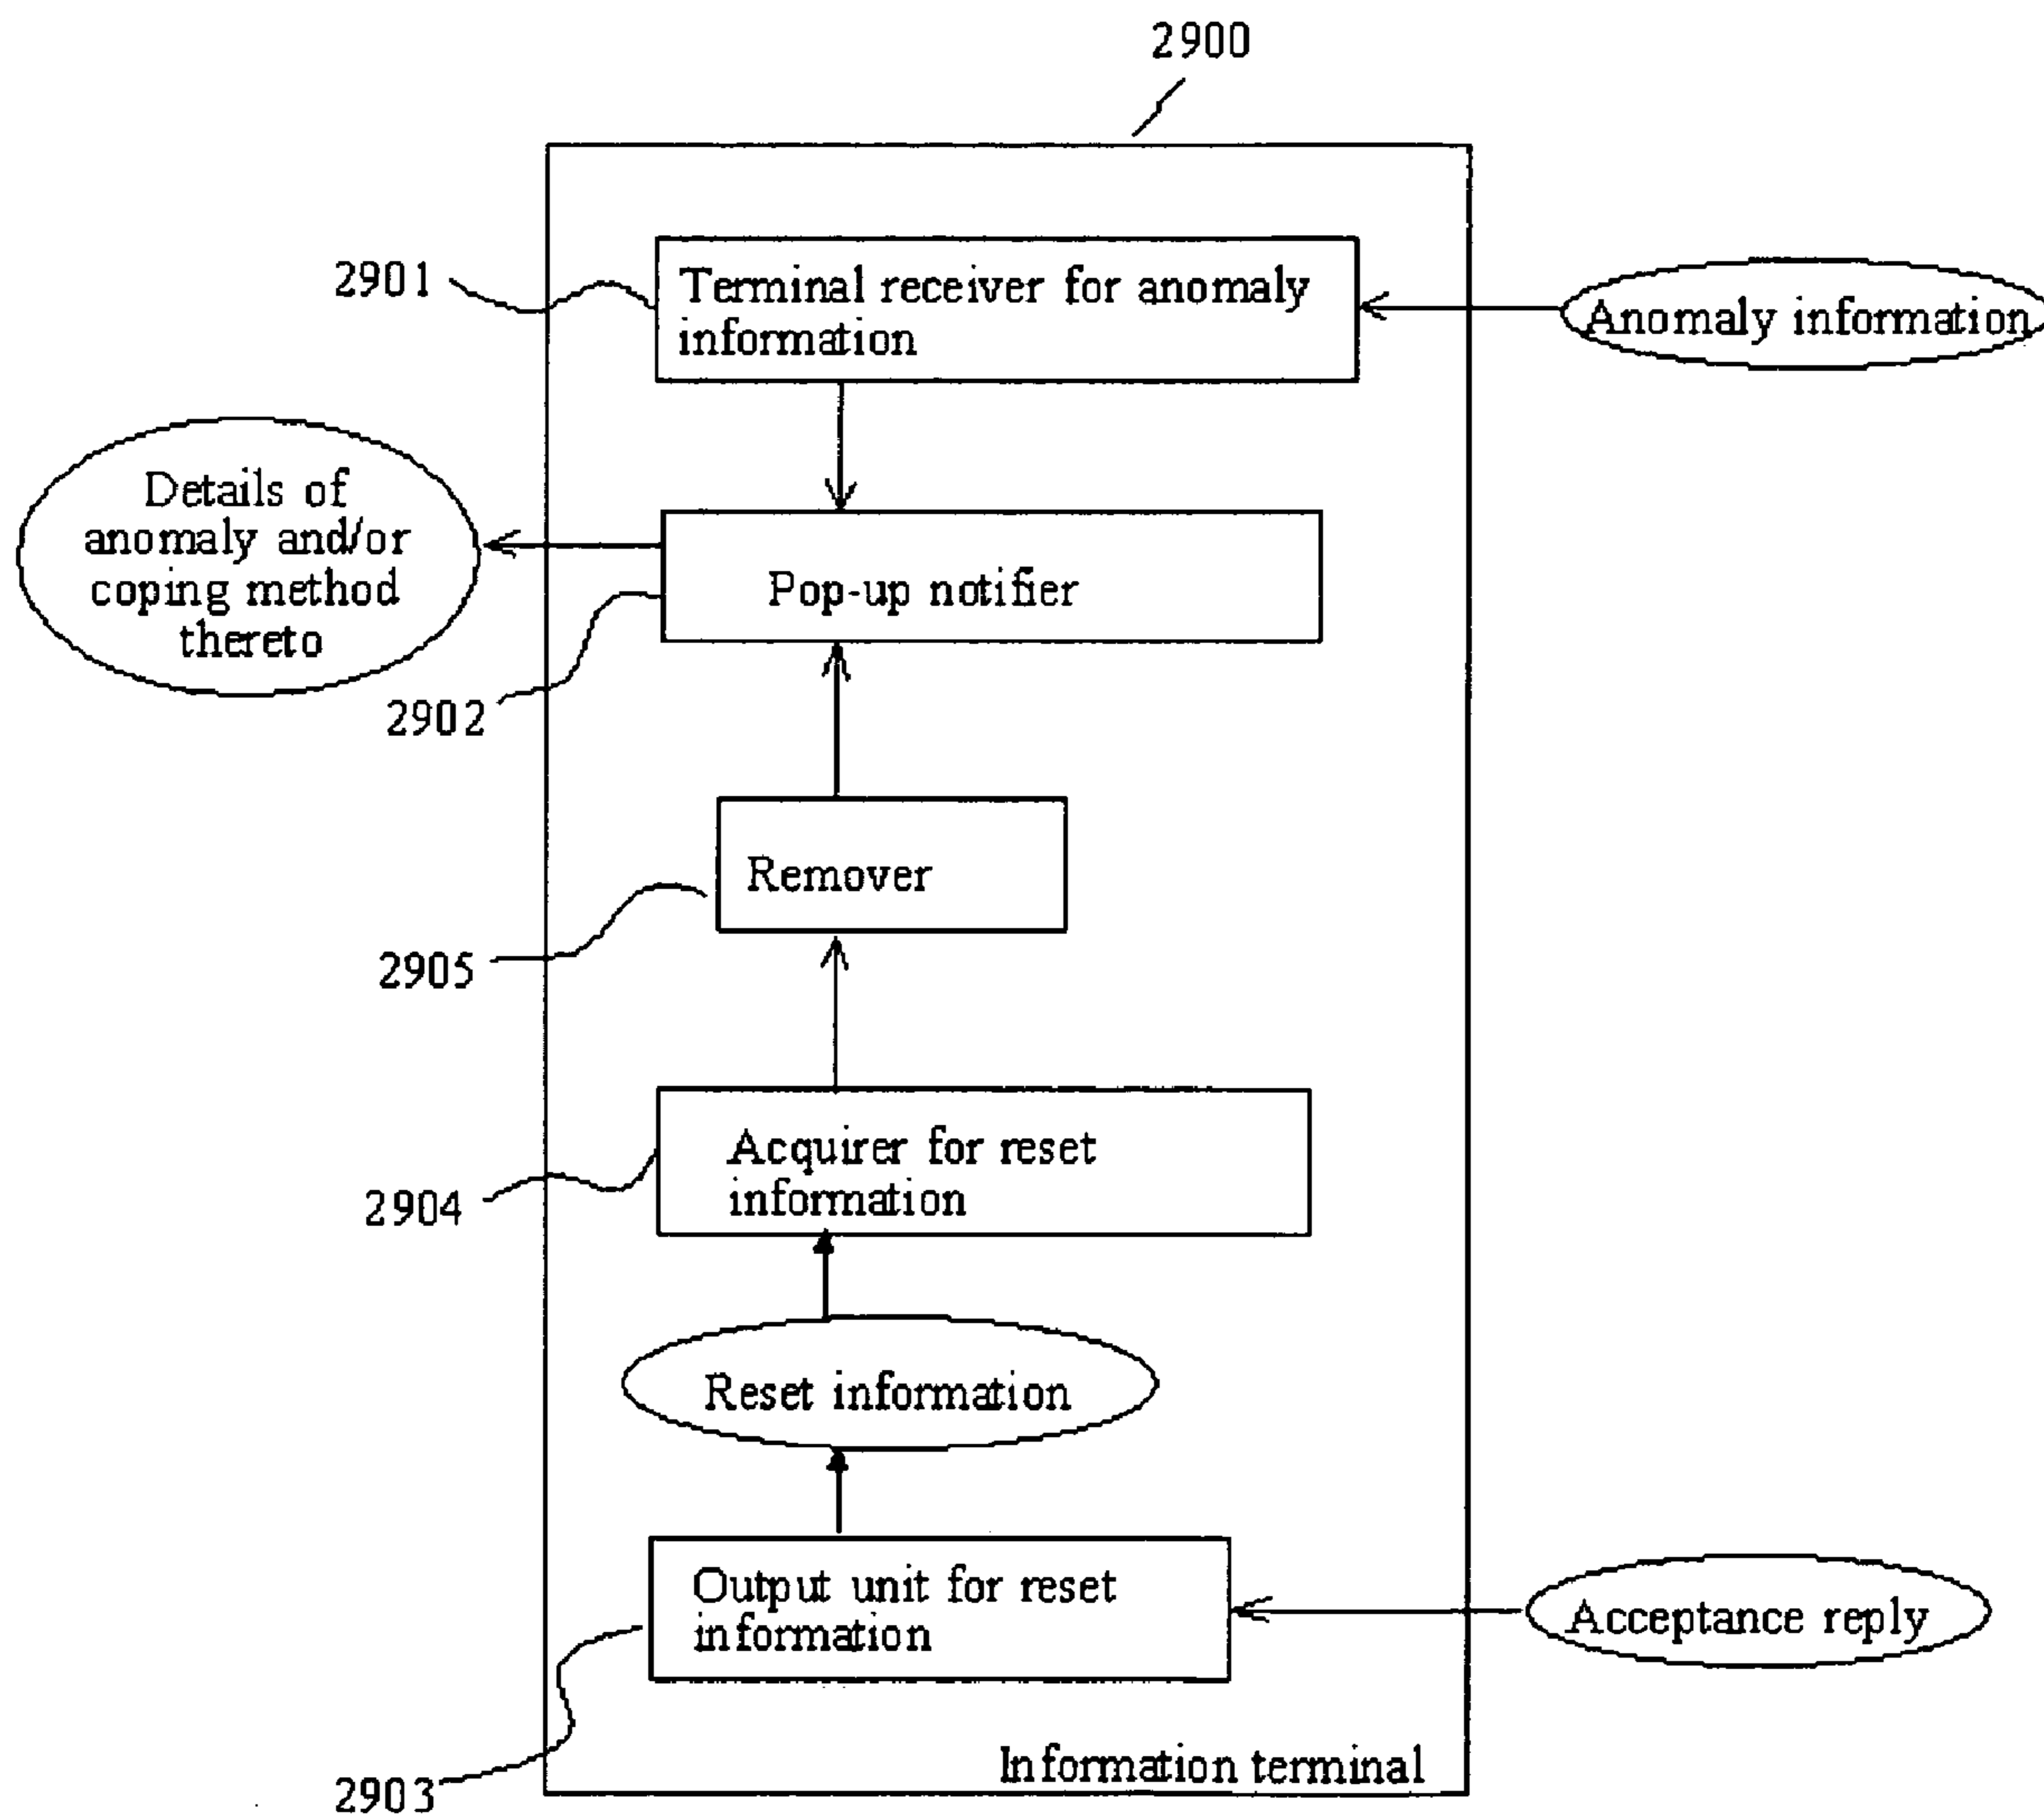 2900
2901
Terminal receiver for anomaly
information
Anomaly information
Details of
anomaly and/or
coping method
thereto
Pop-up notifier
2902
Remover
2905
Acquirer for reset
information
2904
Reset information
Output unit for reset
information
Acceptance reply
2903
Information terminal